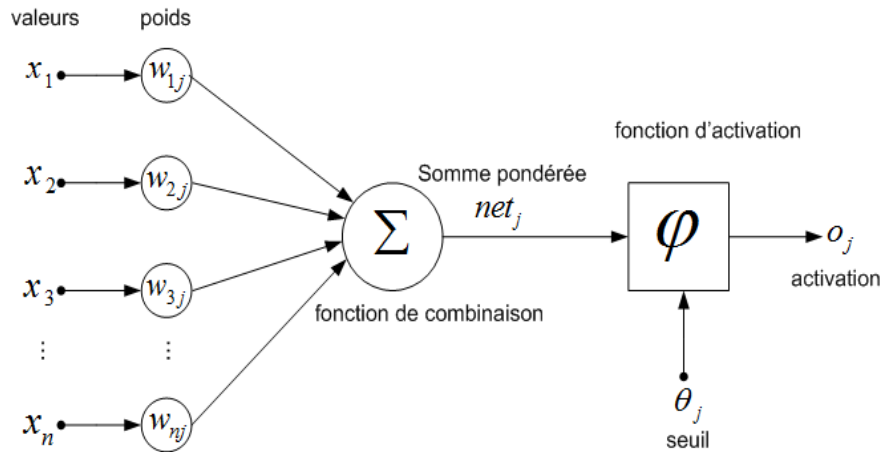 valeurs poids
x₁ w₁ⱼ
fonction d'activation
x₂ w₂ⱼ
Somme pondérée
netⱼ
Σ
φ
oⱼ
activation
x₃ w₃ⱼ
fonction de combinaison
⋮ ⋮
xₙ wₙⱼ
θⱼ
seuil